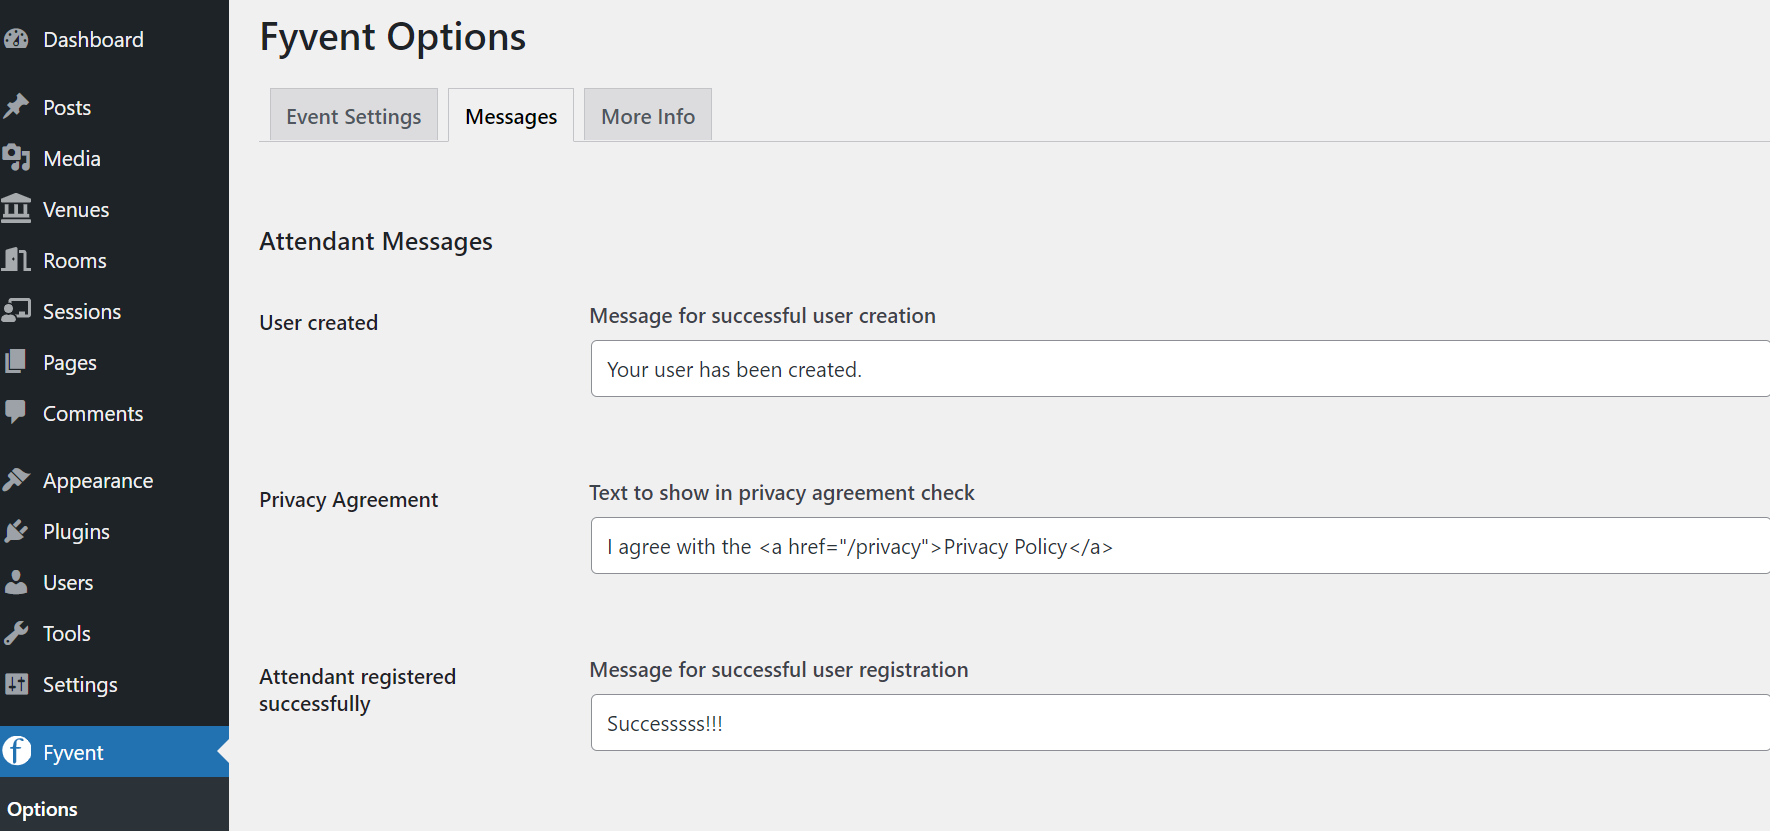 Dashboard
Posts
Media
Venues
Rooms
Sessions
Pages
Comments
Appearance
Plugins
Users
Tools
Settings
Fyvent
Options
Fyvent Options
Event Settings
Messages
More Info
Attendant Messages
User created
Message for successful user creation
Your user has been created.
Privacy Agreement
Text to show in privacy agreement check
I agree with the <a href="/privacy">Privacy Policy</a>
Attendant registered
successfully
Message for successful user registration
Successsss!!!